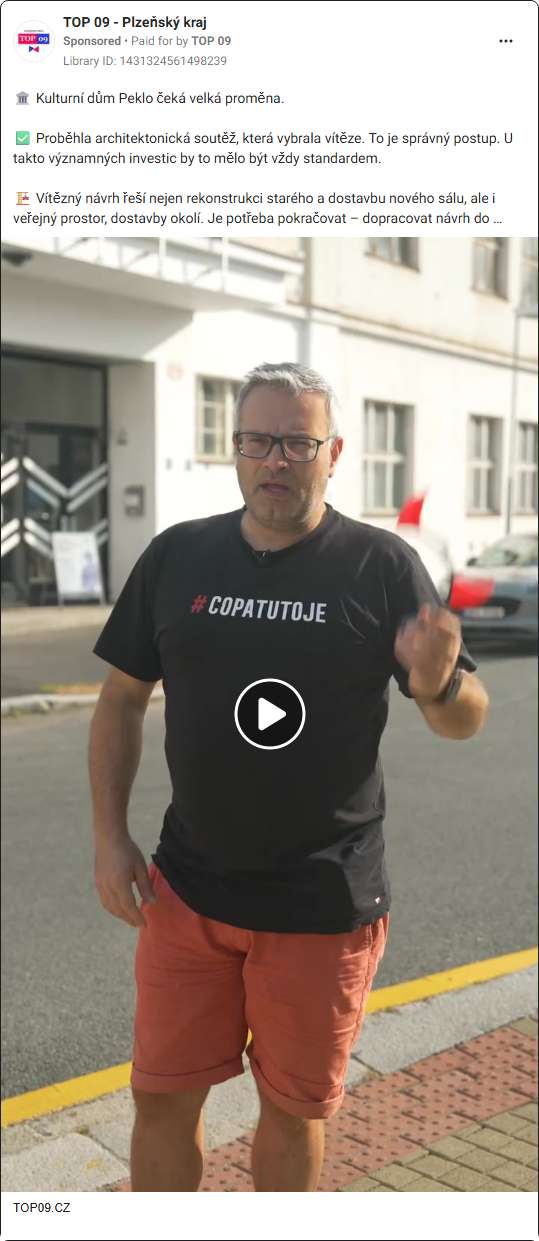 TOP 09 - Plzeňský kraj
Sponsored • Paid for by TOP 09
Library ID: 1431324561498239
TOP 09
🏛️ Kulturní dům Peklo čeká velká proměna.
✅ Proběhla architektonická soutěž, která vybrala vítěze. To je správný postup. U
takto významných investic by to mělo být vždy standardem.
🏗️ Vítězný návrh řeší nejen rekonstrukci starého a dostavbu nového sálu, ale i
veřejný prostor, dostavby okolí. Je potřeba pokračovat – dopracovat návrh do ...
#COPATUTOJE
TOP09.CZ